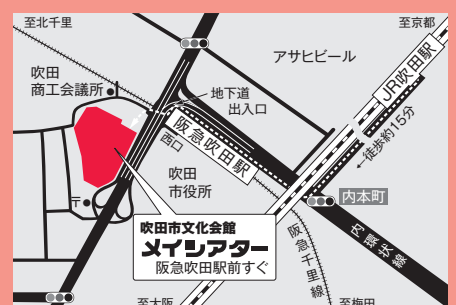 至北千里
至京都
アサヒビール
吹田
商工会議所
地下道
出入口
JR吹田駅
阪急吹田駅
西口
徒歩約15分
吹田
市役所
〒
内本町
吹田市文化会館
メイシアター
阪急吹田駅前すぐ
阪急千里線
内環状線
至大阪
至梅田